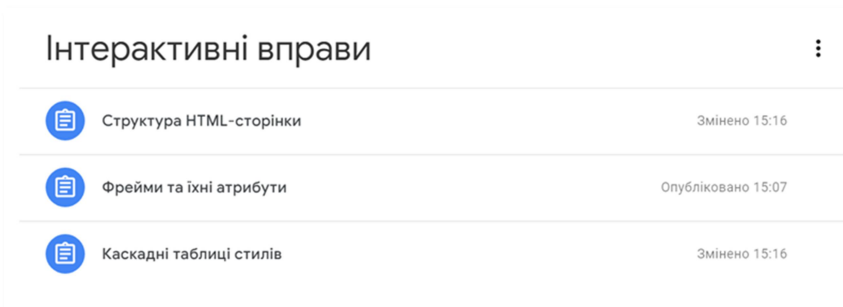 Інтерактивні вправи
Структура HTML-сторінки Змінено 15:16
Фрейми та їхні атрибути Опубліковано 15:07
Каскадні таблиці стилів Змінено 15:16